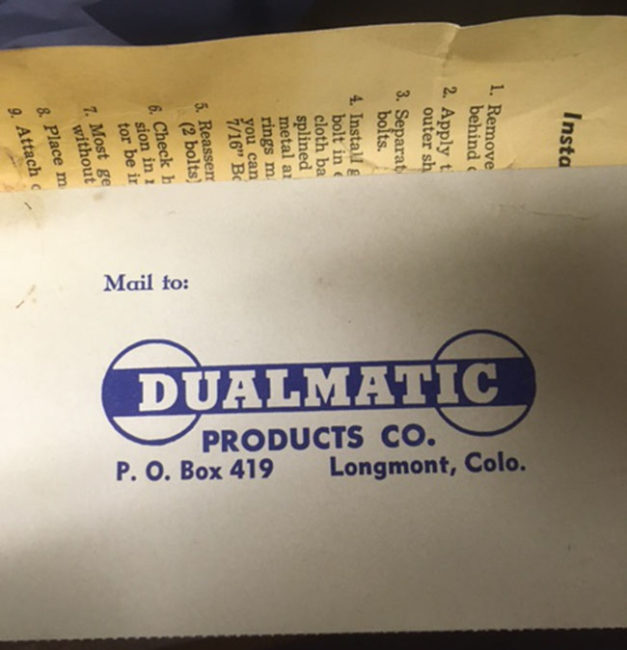 Mail to:
DUALMATIC
PRODUCTS CO.
P. O. Box 419 Longmont, Colo.
Insta
1. Remove
behind
2. Apply t
outer sh
3. Separat
bolts.
4. Install
bolt in
cloth ba
splined
metal a
rings m
you can
7/16" Bo
5. Reassem
(2 bolts)
6. Check h
sion in
tor be in
7. Most ge
without
8. Place m
9. Attach c